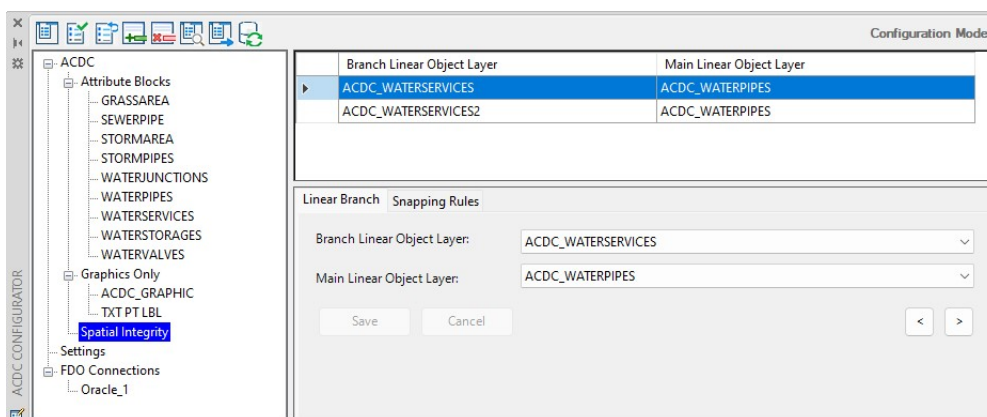 Configuration Mode
ACDC
Attribute Blocks
GRASSAREA
SEWERPIPE
STORMAREA
STORMPIPES
WATERJUNCTIONS
WATERPIPES
WATERSERVICES
WATERSTORAGES
WATERVALVES
Graphics Only
ACDC_GRAPHIC
TXT PT LBL
Spatial Integrity
Settings
FDO Connections
Oracle_1
ACDC CONFIGURATOR
Branch Linear Object Layer Main Linear Object Layer
ACDC_WATERSERVICES ACDC_WATERPIPES
ACDC_WATERSERVICES2 ACDC_WATERPIPES
Linear Branch Snapping Rules
Branch Linear Object Layer: ACDC_WATERSERVICES
Main Linear Object Layer: ACDC_WATERPIPES
Save Cancel < >